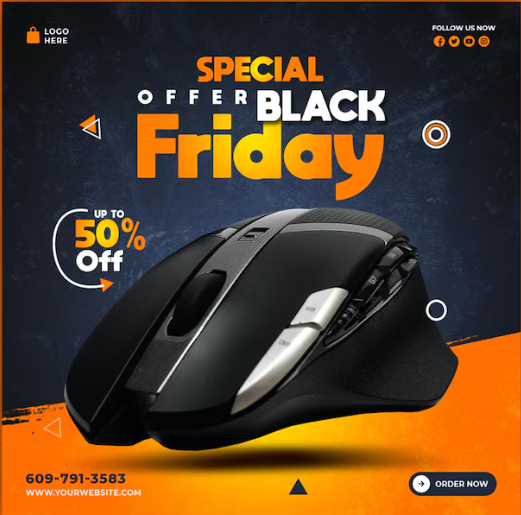 LOGO
HERE
FOLLOW US NOW
SPECIAL
OFFER BLACK
Friday
UP TO
50%
Off
609-791-3583
WWW.YOURWEBSITE.COM
ORDER NOW